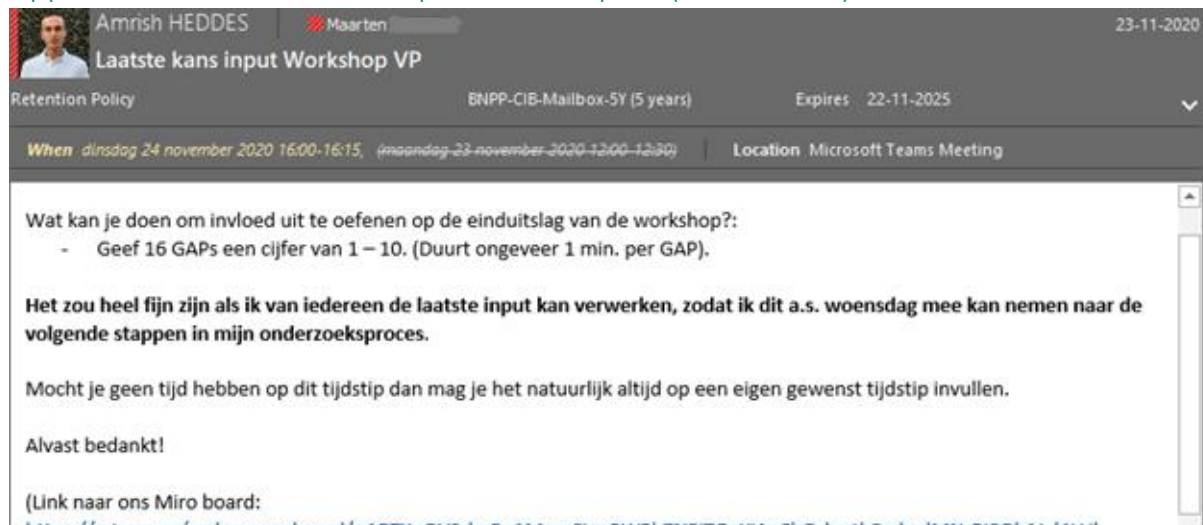 Amrish HEDDES Maarten 23-11-2020
Laatste kans input Workshop VP
Retention Policy BNPP-CIB-Mailbox-5Y (5 years) Expires 22-11-2025
When dinsdag 24 november 2020 16:00-16:15, (maandag 23 november 2020 12:00-12:30) Location Microsoft Teams Meeting
Wat kan je doen om invloed uit te oefenen op de einduitslag van de workshop?:
- Geef 16 GAPs een cijfer van 1 – 10. (Duurt ongeveer 1 min. per GAP).
Het zou heel fijn zijn als ik van iedereen de laatste input kan verwerken, zodat ik dit a.s. woensdag mee kan nemen naar de
volgende stappen in mijn onderzoeksproces.
Mocht je geen tijd hebben op dit tijdstip dan mag je het natuurlijk altijd op een eigen gewenst tijdstip invullen.
Alvast bedankt!
(Link naar ons Miro board: